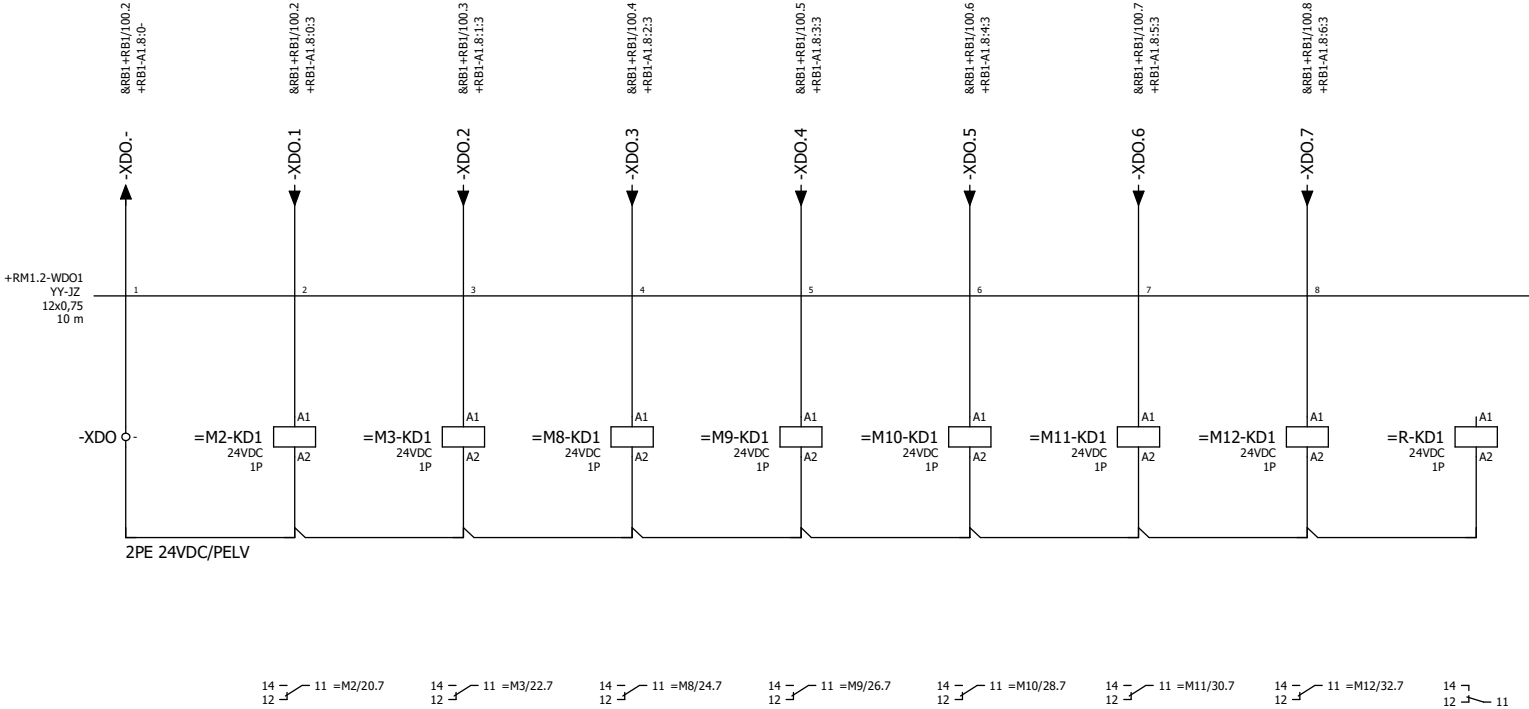 &RB1+RB1/100.2
+RB1-A1.8:0-
&RB1+RB1/100.2
+RB1-A1.8:0:3
&RB1+RB1/100.3
+RB1-A1.8:1:3
&RB1+RB1/100.4
+RB1-A1.8:2:3
&RB1+RB1/100.5
+RB1-A1.8:3:3
&RB1+RB1/100.6
+RB1-A1.8:4:3
&RB1+RB1/100.7
+RB1-A1.8:5:3
&RB1+RB1/100.8
+RB1-A1.8:6:3
-XDO.-
-XDO.1
-XDO.2
-XDO.3
-XDO.4
-XDO.5
-XDO.6
-XDO.7
+RM1.2-WDO1
YY-JZ
12x0,75
10 m
1
2
3
4
5
6
7
8
-XDO
-
=M2-KD1
24VDC
1P
A1
A2
=M3-KD1
24VDC
1P
A1
A2
=M8-KD1
24VDC
1P
A1
A2
=M9-KD1
24VDC
1P
A1
A2
=M10-KD1
24VDC
1P
A1
A2
=M11-KD1
24VDC
1P
A1
A2
=M12-KD1
24VDC
1P
A1
A2
=R-KD1
24VDC
1P
A1
A2
2PE 24VDC/PELV
14 11 =M2/20.7
12
14 11 =M3/22.7
12
14 11 =M8/24.7
12
14 11 =M9/26.7
12
14 11 =M10/28.7
12
14 11 =M11/30.7
12
14 11 =M12/32.7
12
14
12 11